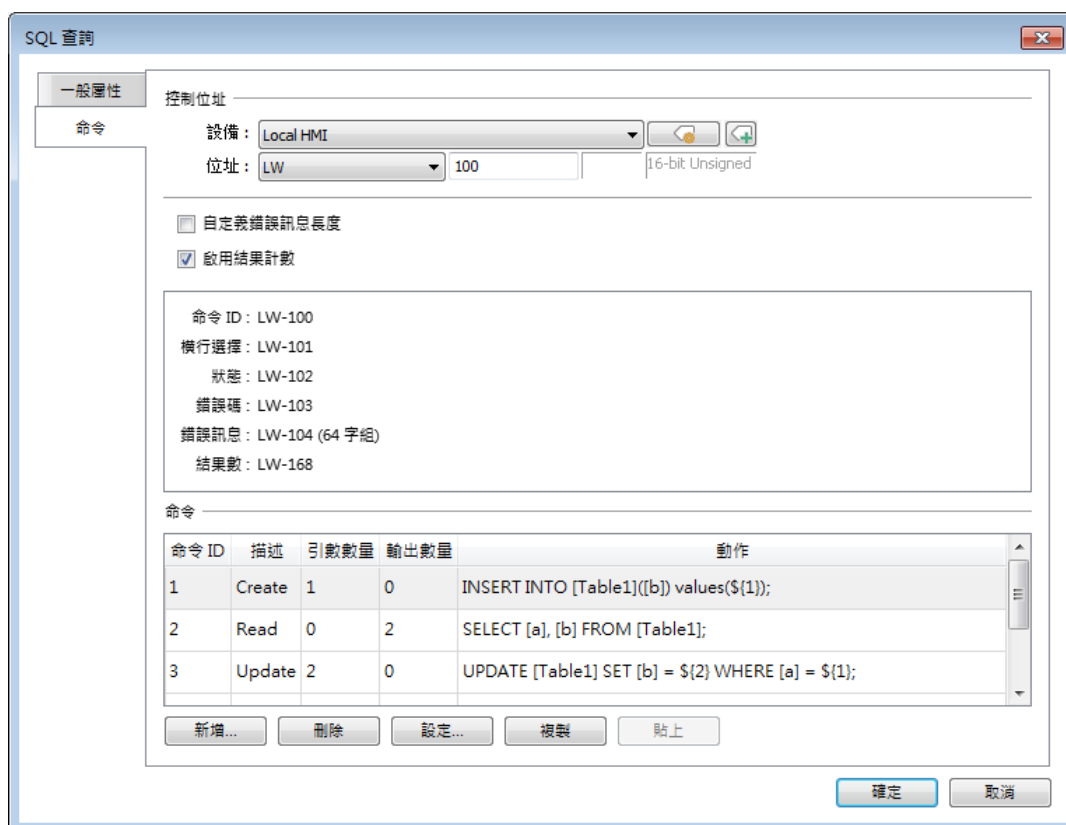 SQL 查詢
一般屬性
命令
控制位址
設備： Local HMI
位址： LW 100 16-bit Unsigned
自定義錯誤訊息長度
啟用結果計數
命令 ID : LW-100
橫行選擇 : LW-101
狀態 : LW-102
錯誤碼 : LW-103
錯誤訊息 : LW-104 (64 字組)
結果數 : LW-168
命令
命令 ID 描述 引數數量 輸出數量 動作
1 Create 1 0 INSERT INTO [Table1]([b]) values(${1});
2 Read 0 2 SELECT [a], [b] FROM [Table1];
3 Update 2 0 UPDATE [Table1] SET [b] = ${2} WHERE [a] = ${1};
新增... 刪除 設定... 複製 貼上
確定 取消